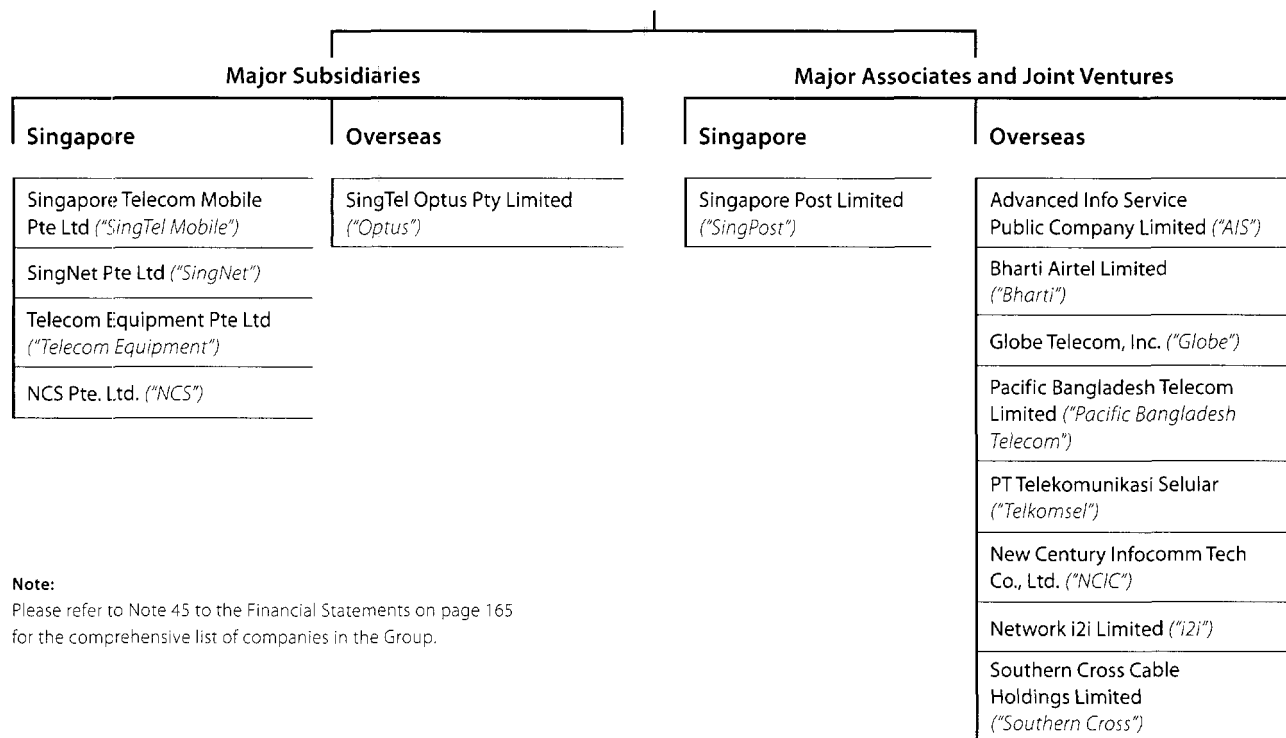 Major Subsidiaries
Singapore
Singapore Telecom Mobile
Pte Ltd ("SingTel Mobile")
SingNet Pte Ltd ("SingNet")
Telecom Equipment Pte Ltd
("Telecom Equipment")
NCS Pte. Ltd. ("NCS")
Overseas
SingTel Optus Pty Limited
("Optus")
Major Associates and Joint Ventures
Singapore
Singapore Post Limited
("SingPost")
Overseas
Advanced Info Service
Public Company Limited ("AIS")
Bharti Airtel Limited
("Bharti")
Globe Telecom, Inc. ("Globe")
Pacific Bangladesh Telecom
Limited ("Pacific Bangladesh
Telecom")
PT Telekomunikasi Selular
("Telkomsel")
New Century Infocomm Tech
Co., Ltd. ("NCIC")
Network i2i Limited ("i2i")
Southern Cross Cable
Holdings Limited
("Southern Cross")
Note:
Please refer to Note 45 to the Financial Statements on page 165
for the comprehensive list of companies in the Group.